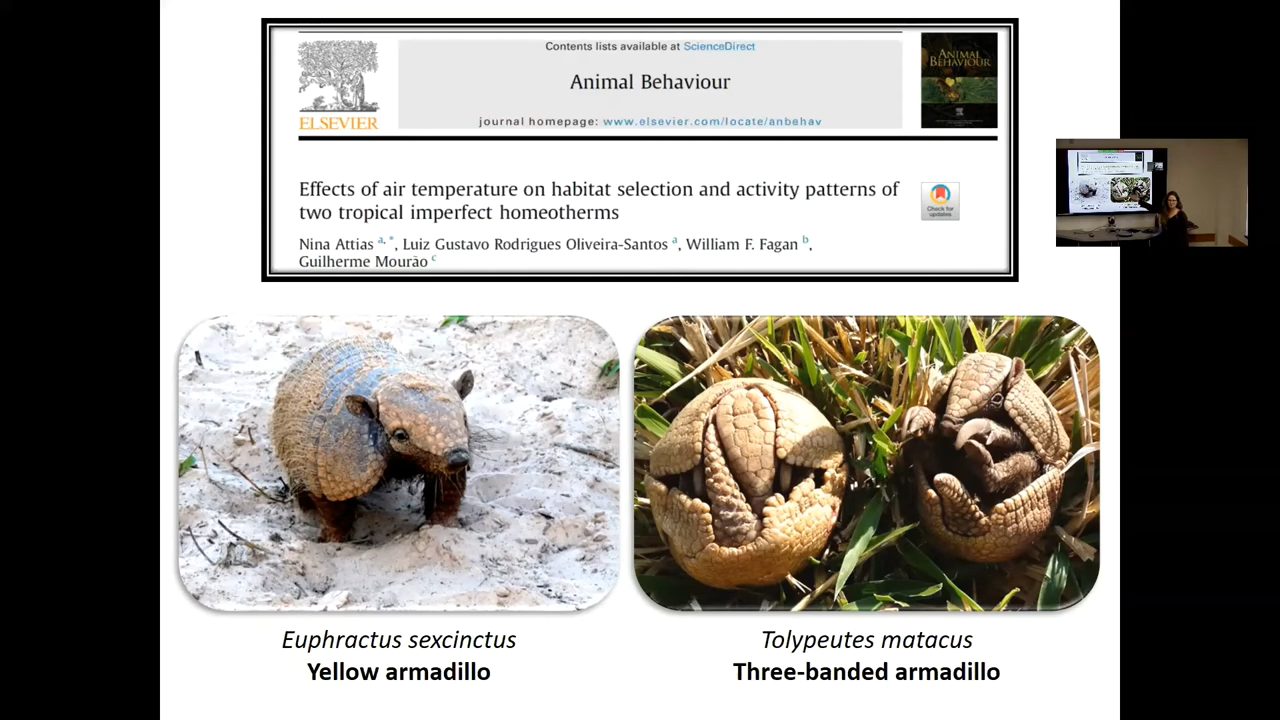 Contents lists available at ScienceDirect
Animal Behaviour
journal homepage: www.elsevier.com/locate/anbehav
ELSEVIER
ANIMAL
BEHAVIOUR
Check for
updates
Effects of air temperature on habitat selection and activity patterns of
two tropical imperfect homeotherms
Nina Attias a, *, Luiz Gustavo Rodrigues Oliveira-Santos a, William F. Fagan b,
Guilherme Mourão c
Euphractus sexcinctus
Yellow armadillo
Tolypeutes matacus
Three-banded armadillo